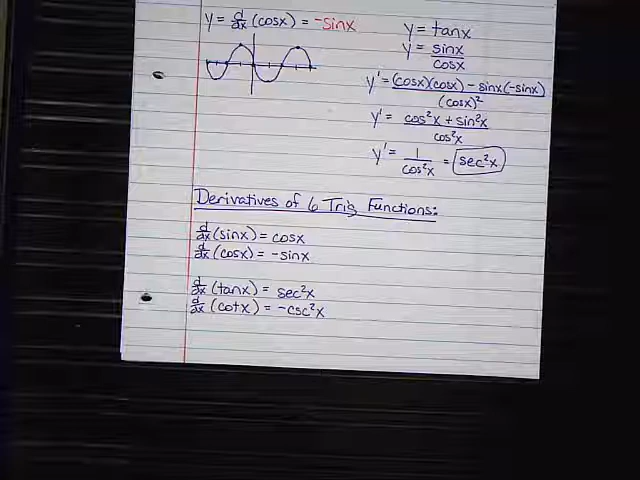 y = d/dx (cosx) = -sinx
y = tanx
y = sinx/cosx
y' = (cosx)(cosx) - sinx(-sinx)/(cosx)²
y' = cos²x + sin²x/cos²x
y' = 1/cos²x = sec²x
Derivatives of 6 Trig Functions:
d/dx (sinx) = cosx
d/dx (cosx) = -sinx
d/dx (tanx) = sec²x
d/dx (cotx) = -csc²x